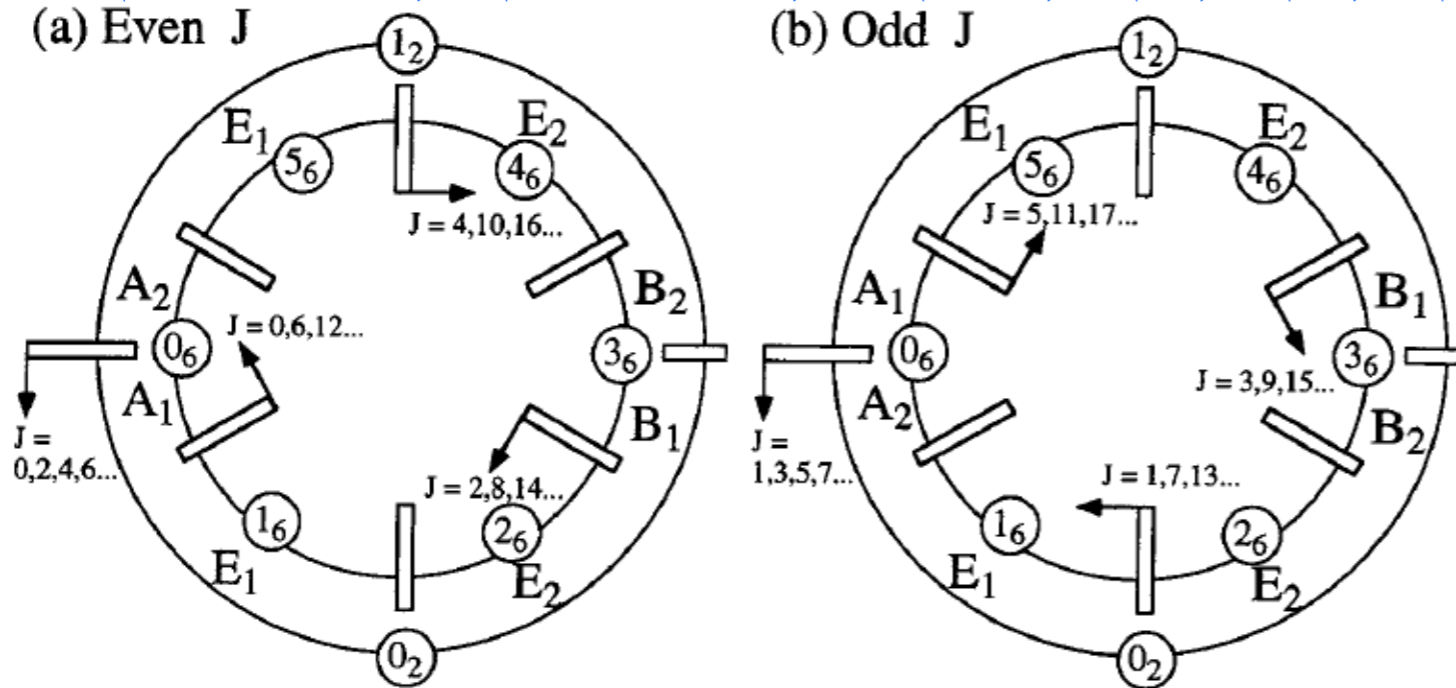 (a) Even J
1₂
E₁
E₂
5₆
4₆
J = 4,10,16...
A₂
B₂
J = 0,6,12...
0₆
3₆
A₁
B₁
J =
0,2,4,6...
J = 2,8,14...
1₆
2₆
E₁
E₂
0₂
(b) Odd J
1₂
E₁
E₂
5₆
4₆
J = 5,11,17...
A₁
B₁
0₆
3₆
J = 3,9,15...
A₂
B₂
J =
1,3,5,7...
J = 1,7,13...
1₆
2₆
E₁
E₂
0₂